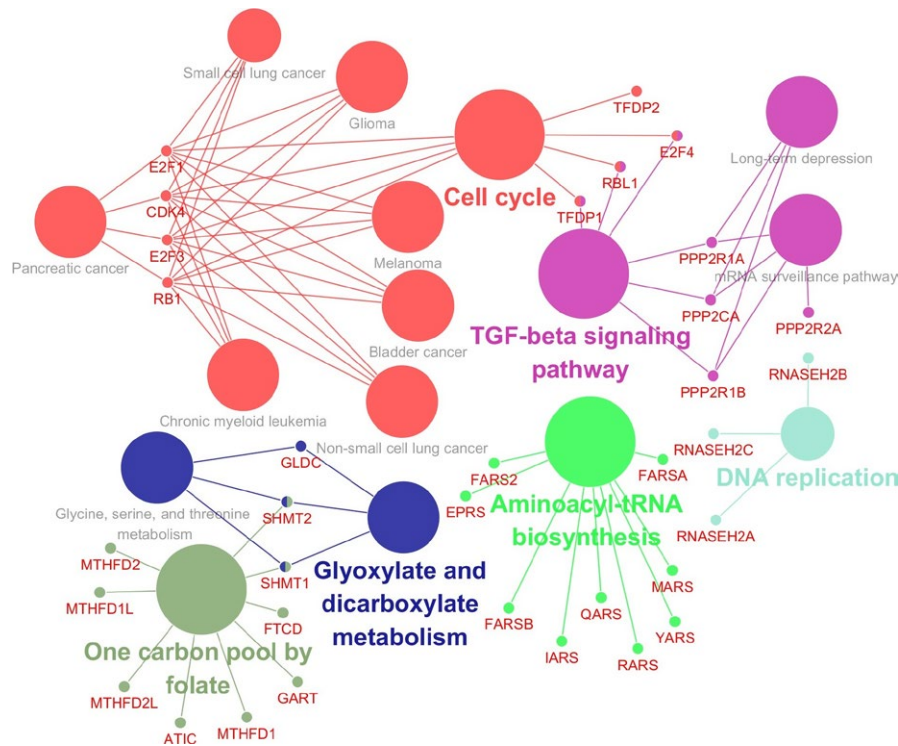 Small cell lung cancer
Glioma
TFDP2
E2F1
E2F4
Long-term depression
RBL1
Cell cycle
CDK4
TFDP1
E2F3
Pancreatic cancer
Melanoma
PPP2R1A
mRNA surveillance pathway
RB1
PPP2CA
PPP2R2A
TGF-beta signaling
pathway
Bladder cancer
RNASEH2B
PPP2R1B
Chronic myeloid leukemia
Non-small cell lung cancer
RNASEH2C
GLDC
FARS2
FARSA
DNA replication
Aminoacyl-tRNA
biosynthesis
EPRS
Glycine, serine, and threonine
metabolism
SHMT2
RNASEH2A
MTHFD2
SHMT1
Glyoxylate and
dicarboxylate
metabolism
MARS
MTHFD1L
FTCD
FARSB
QARS
YARS
One carbon pool by
folate
IARS
RARS
MTHFD2L
GART
ATIC
MTHFD1